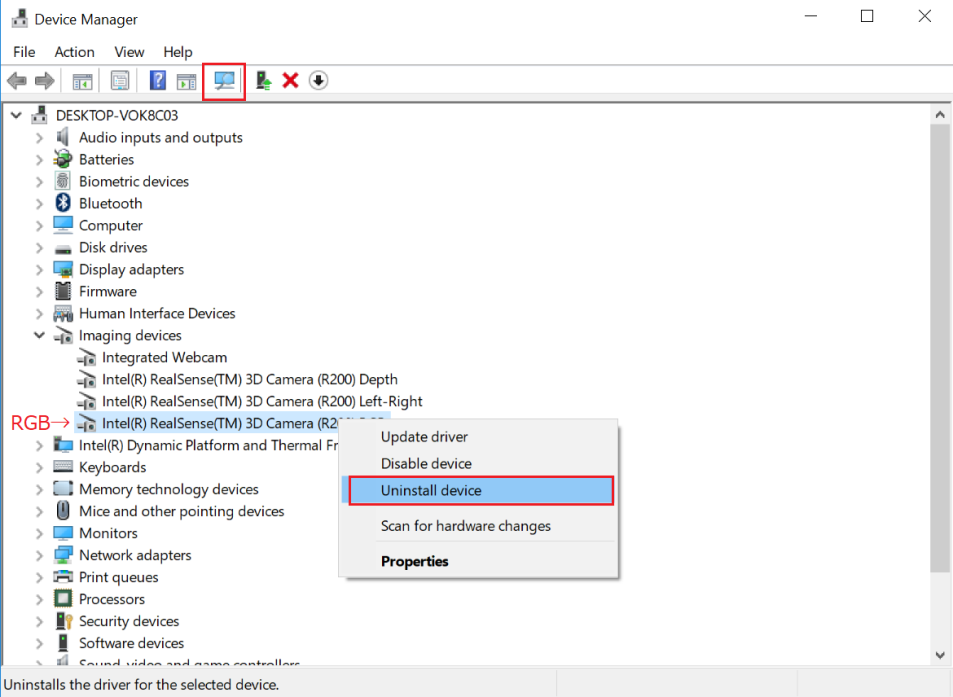 Device Manager
File Action View Help
DESKTOP-VOK8C03
Audio inputs and outputs
Batteries
Biometric devices
Bluetooth
Computer
Disk drives
Display adapters
Firmware
Human Interface Devices
Imaging devices
Integrated Webcam
Intel(R) RealSense(TM) 3D Camera (R200) Depth
Intel(R) RealSense(TM) 3D Camera (R200) Left-Right
RGB→ Intel(R) RealSense(TM) 3D Camera
Intel(R) Dynamic Platform and Thermal
Keyboards
Memory technology devices
Mice and other pointing devices
Monitors
Network adapters
Print queues
Processors
Security devices
Software devices
Sound, video and game controllers
Update driver
Disable device
Uninstall device
Scan for hardware changes
Properties
Uninstalls the driver for the selected device.